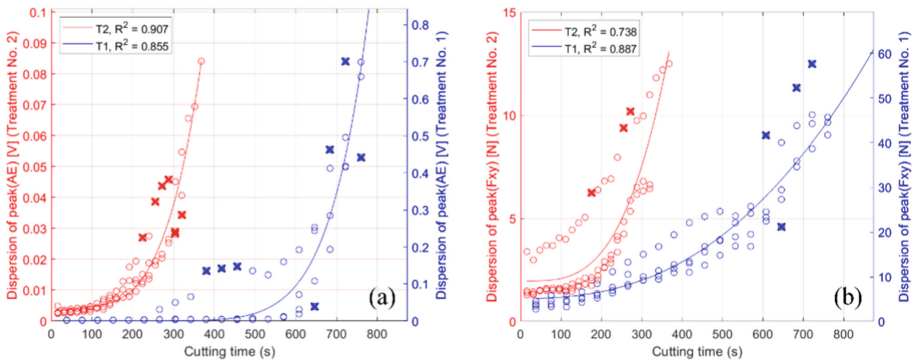 T2, R² = 0.907
T1, R² = 0.855
Dispersion of peak(AE) [V] (Treatment No. 2)
0.1
0.09
0.08
0.07
0.06
0.05
0.04
0.03
0.02
0.01
0
0 100 200 300 400 500 600 700 800
Cutting time (s)
0.8
0.7
0.6
0.5
0.4
0.3
0.2
0.1
0
Dispersion of peak(AE) [V] (Treatment No. 1)
(a)
T2, R² = 0.738
T1, R² = 0.887
Dispersion of peak(Fxy) [N] (Treatment No. 2)
15
10
5
0
0 100 200 300 400 500 600 700 800
Cutting time (s)
60
50
40
30
20
10
0
Dispersion of peak(Fxy) [N] (Treatment No. 1)
(b)